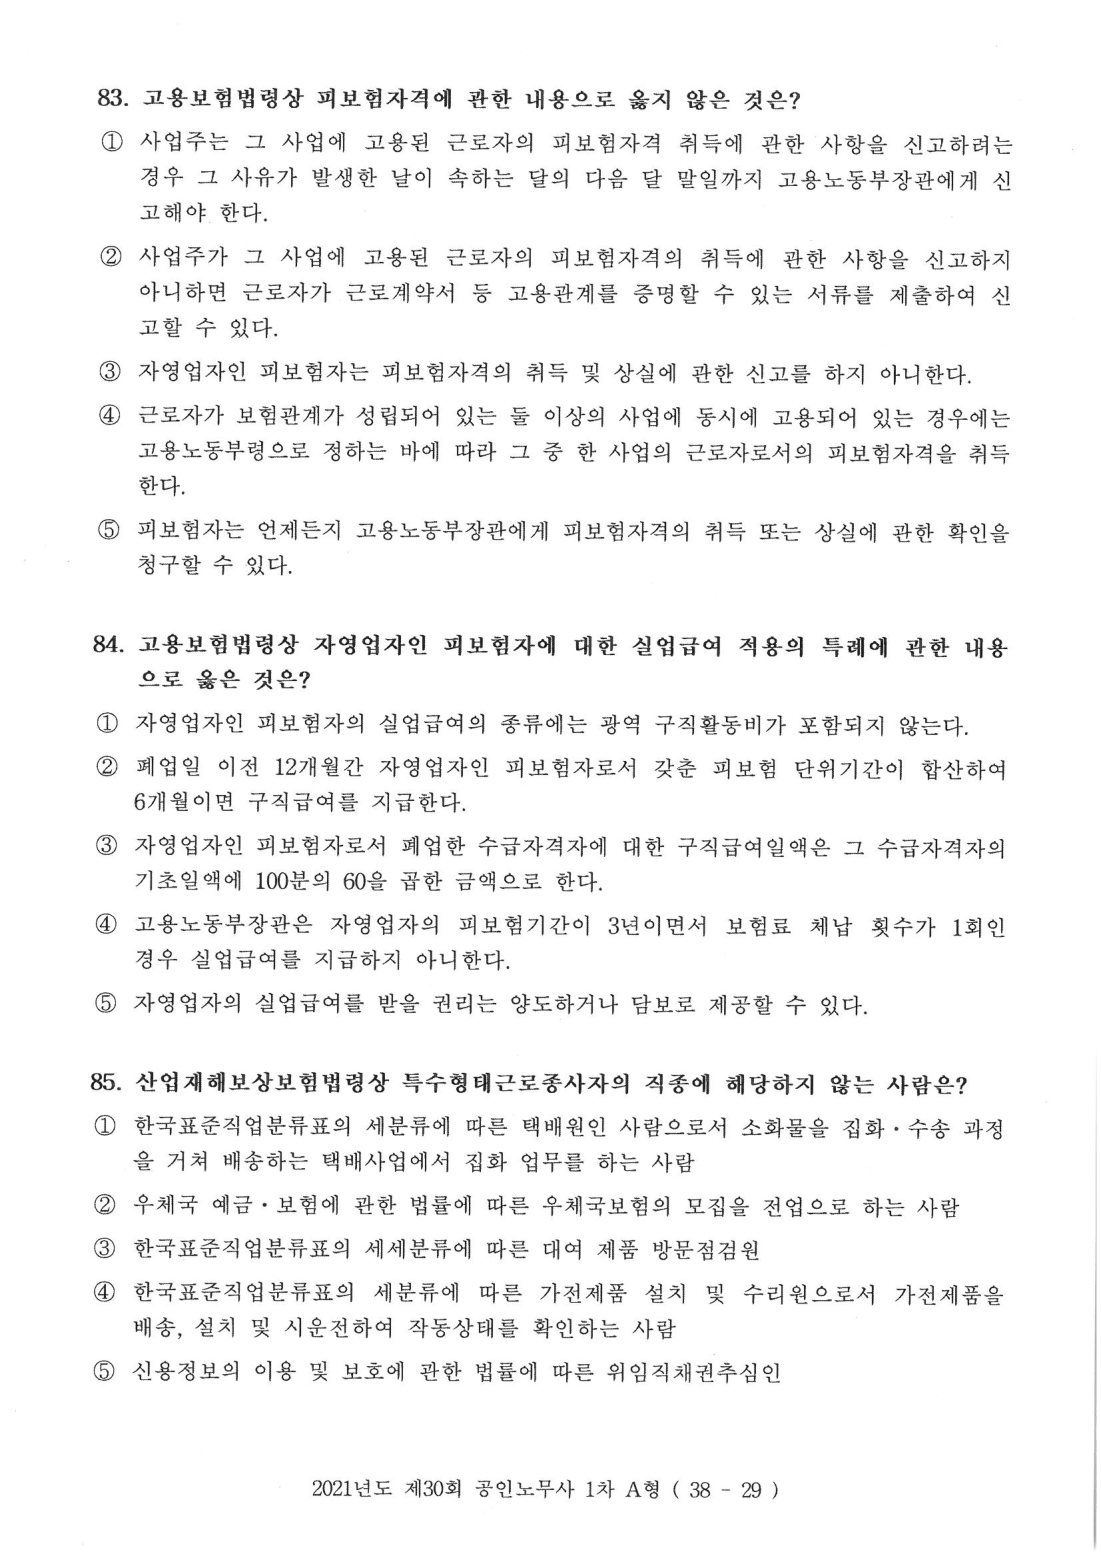 83. 고용보험법령상 피보험자격에 관한 내용으로 옳지 않은 것은?
① 사업주는 그 사업에 고용된 근로자의 피보험자격 취득에 관한 사항을 신고하려는
경우 그 사유가 발생한 날이 속하는 달의 다음 달 말일까지 고용노동부장관에게 신
고해야 한다.
② 사업주가 그 사업에 고용된 근로자의 피보험자격의 취득에 관한 사항을 신고하지
아니하면 근로자가 근로계약서 등 고용관계를 증명할 수 있는 서류를 제출하여 신
고할 수 있다.
③ 자영업자인 피보험자는 피보험자격의 취득 및 상실에 관한 신고를 하지 아니한다.
④ 근로자가 보험관계가 성립되어 있는 둘 이상의 사업에 동시에 고용되어 있는 경우에는
고용노동부령으로 정하는 바에 따라 그 중 한 사업의 근로자로서의 피보험자격을 취득
한다.
⑤ 피보험자는 언제든지 고용노동부장관에게 피보험자격의 취득 또는 상실에 관한 확인을
청구할 수 있다.
84. 고용보험법령상 자영업자인 피보험자에 대한 실업급여 적용의 특례에 관한 내용
으로 옳은 것은?
① 자영업자인 피보험자의 실업급여의 종류에는 광역 구직활동비가 포함되지 않는다.
② 폐업일 이전 12개월간 자영업자인 피보험자로서 갖춘 피보험 단위기간이 합산하여
6개월이면 구직급여를 지급한다.
③ 자영업자인 피보험자로서 폐업한 수급자격자에 대한 구직급여일액은 그 수급자격자의
기초일액에 100분의 60을 곱한 금액으로 한다.
④ 고용노동부장관은 자영업자의 피보험기간이 3년이면서 보험료 체납 횟수가 1회인
경우 실업급여를 지급하지 아니한다.
⑤ 자영업자의 실업급여를 받을 권리는 양도하거나 담보로 제공할 수 있다.
85. 산업재해보상보험법령상 특수형태근로종사자의 직종에 해당하지 않는 사람은?
① 한국표준직업분류표의 세분류에 따른 택배원인 사람으로서 소화물을 집화·수송 과정
을 거쳐 배송하는 택배사업에서 집화 업무를 하는 사람
② 우체국 예금·보험에 관한 법률에 따른 우체국보험의 모집을 전업으로 하는 사람
③ 한국표준직업분류표의 세세분류에 따른 대여 제품 방문점검원
④ 한국표준직업분류표의 세분류에 따른 가전제품 설치 및 수리원으로서 가전제품을
배송, 설치 및 시운전하여 작동상태를 확인하는 사람
⑤ 신용정보의 이용 및 보호에 관한 법률에 따른 위임직채권추심인
2021년도 제30회 공인노무사 1차 A형 ( 38 - 29 )